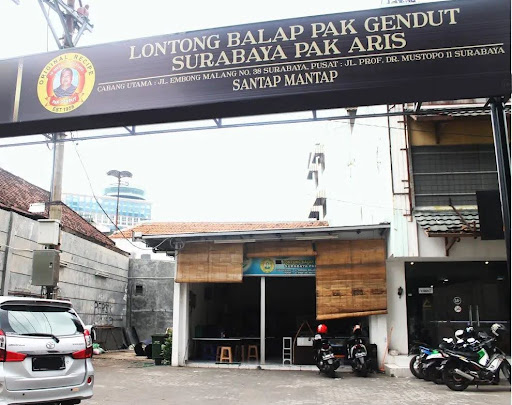 LONTONG BALAP PAK GENDUT
SURABAYA PAK ARIS
CABANG UTAMA : JL. EMBONG MALANG NO. 38 SURABAYA, PUSAT : JL. PROF. DR. MUSTOPO 11 SURABAYA
SANTAP MANTAP
ORIGINAL RECIPE